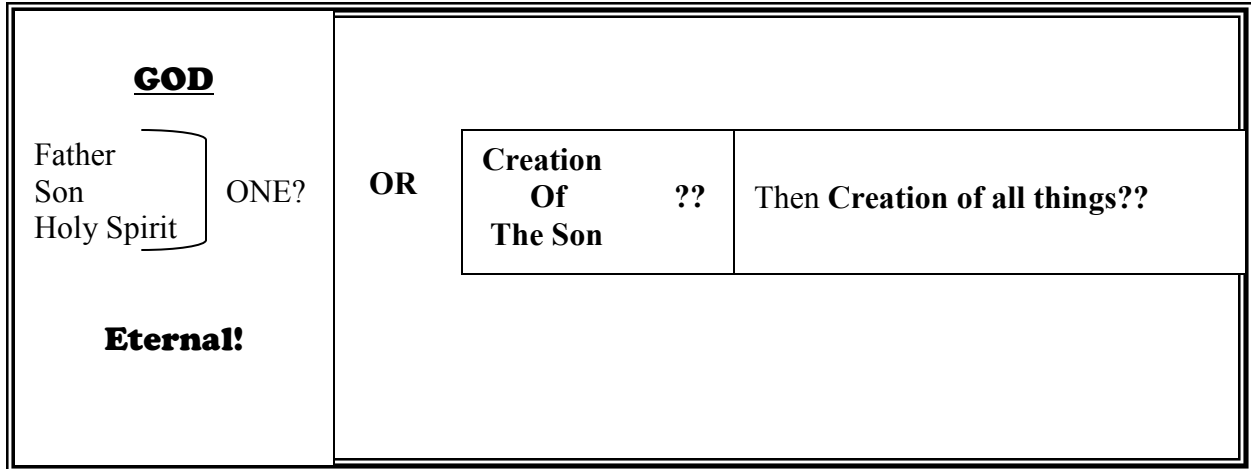 GOD
Father
Son
Holy Spirit
ONE?
Eternal!
OR
Creation
Of ??
The Son
Then Creation of all things??